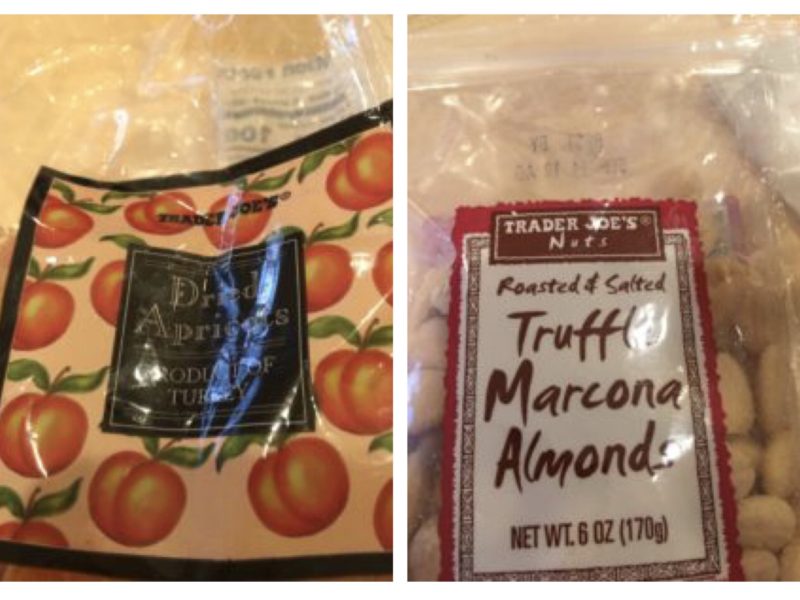 TRADER JOE'S®
Dried
Apricots
PRODUCT OF
TURKEY
TRADER JOE'S®
Nuts
Roasted & Salted
Truffle
Marcona
Almonds
NET WT. 6 OZ (170g)